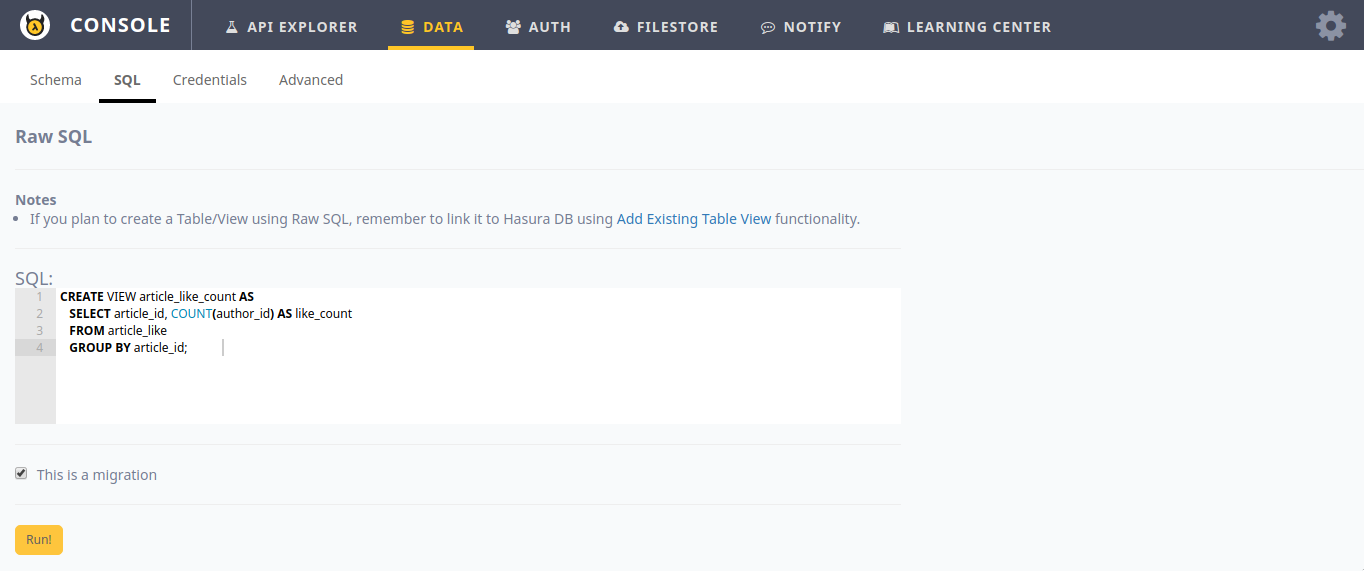 CONSOLE API EXPLORER DATA AUTH FILESTORE NOTIFY LEARNING CENTER
Schema SQL Credentials Advanced
Raw SQL
Notes
If you plan to create a Table/View using Raw SQL, remember to link it to Hasura DB using Add Existing Table View functionality.
SQL:
1 CREATE VIEW article_like_count AS
2 SELECT article_id, COUNT(author_id) AS like_count
3 FROM article_like
4 GROUP BY article_id;
This is a migration
Run!